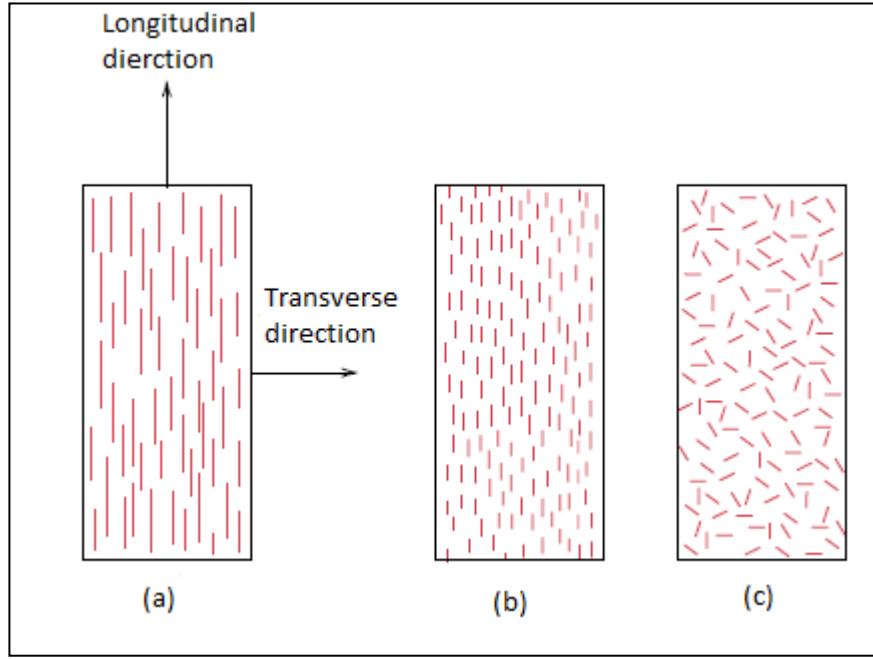 Longitudinal
dierction
Transverse
direction
(a)
(b)
(c)